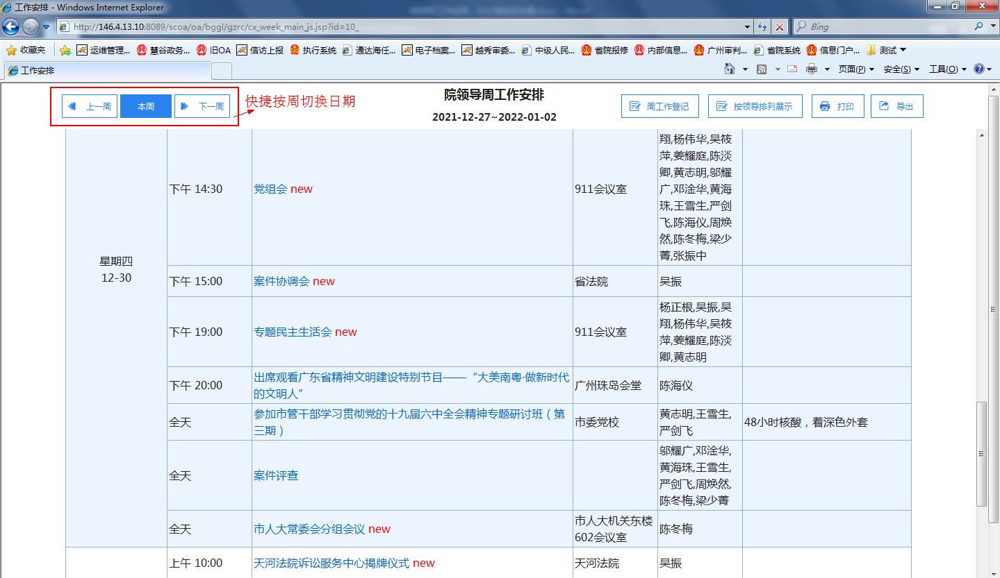 工作安排 - Windows Internet Explorer
http://146.4.13.10:8089/scoa/oa/bggl/gzrc/cx_week_main_js.jsp?id=10_
Bing
收藏夹 运维管理... 慧谷政务... 旧OA 信访上报 执行系统 通达海任... 电子档案... 越秀审委... 中级人民... 省院报修 内部信息... 广州审判... 省院系统 信息门户... 测试
工作安排
页面(P) 安全(S) 工具(O)
上一周 本周 下一周
快捷按周切换日期
院领导周工作安排
2021-12-27~2022-01-02
周工作登记 按领导排列展示 打印 导出
星期四
12-30
下午 14:30
党组会 new
911会议室
翔,杨伟华,吴筱
萍,姜耀庭,陈淡
卿,黄志明,邬耀
广,邓淦华,黄海
珠,王雪生,严剑
飞,陈海仪,周焕
然,陈冬梅,梁少
菁,张振中
下午 15:00
案件协调会 new
省法院
吴振
下午 19:00
专题民主生活会 new
911会议室
杨正根,吴振,吴
翔,杨伟华,吴筱
萍,姜耀庭,陈淡
卿,黄志明
下午 20:00
出席观看广东省精神文明建设特别节目——“大美南粤·做新时代
的文明人”
广州珠岛会堂
陈海仪
全天
参加市管干部学习贯彻党的十九届六中全会精神专题研讨班（第
三期）
市委党校
黄志明,王雪生,
严剑飞
48小时核酸，着深色外套
全天
案件评查
邬耀广,邓淦华,
黄海珠,王雪生,
严剑飞,周焕然,
陈冬梅,梁少菁
全天
市人大常委会分组会议 new
市人大机关东楼
602会议室
陈冬梅
上午 10:00
天河法院诉讼服务中心揭牌仪式 new
天河法院
吴振